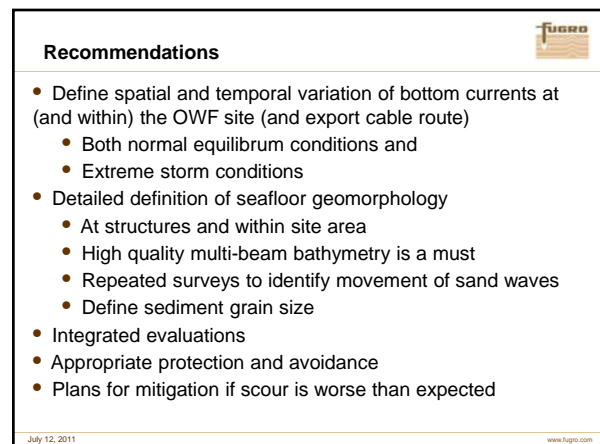 Recommendations
fugro
• Define spatial and temporal variation of bottom currents at
(and within) the OWF site (and export cable route)
• Both normal equilibrum conditions and
• Extreme storm conditions
• Detailed definition of seafloor geomorphology
• At structures and within site area
• High quality multi-beam bathymetry is a must
• Repeated surveys to identify movement of sand waves
• Define sediment grain size
• Integrated evaluations
• Appropriate protection and avoidance
• Plans for mitigation if scour is worse than expected
July 12, 2011
www.fugro.com